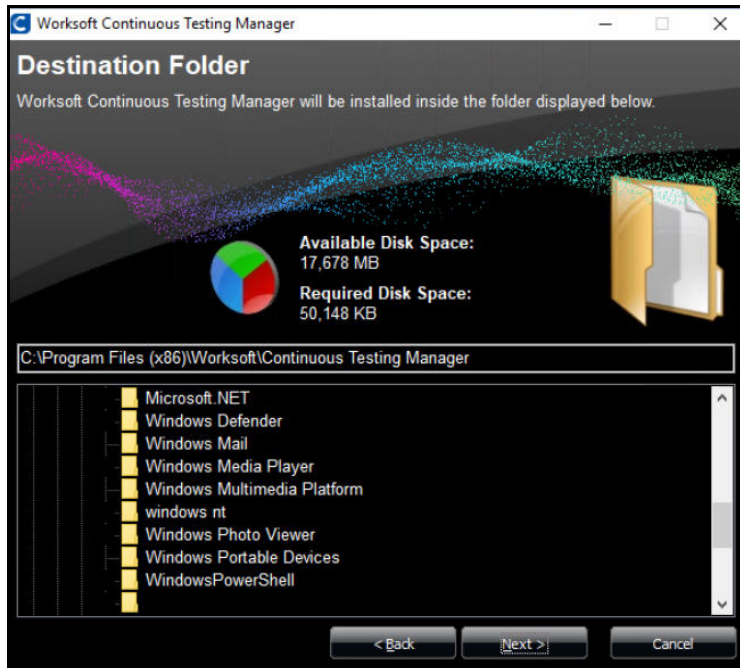 Worksoft Continuous Testing Manager
Destination Folder
Worksoft Continuous Testing Manager will be installed inside the folder displayed below.
Available Disk Space:
17,678 MB
Required Disk Space:
50,148 KB
C:\Program Files (x86)\Worksoft\Continuous Testing Manager
Microsoft.NET
Windows Defender
Windows Mail
Windows Media Player
Windows Multimedia Platform
windows nt
Windows Photo Viewer
Windows Portable Devices
WindowsPowerShell
< Back
Next >
Cancel